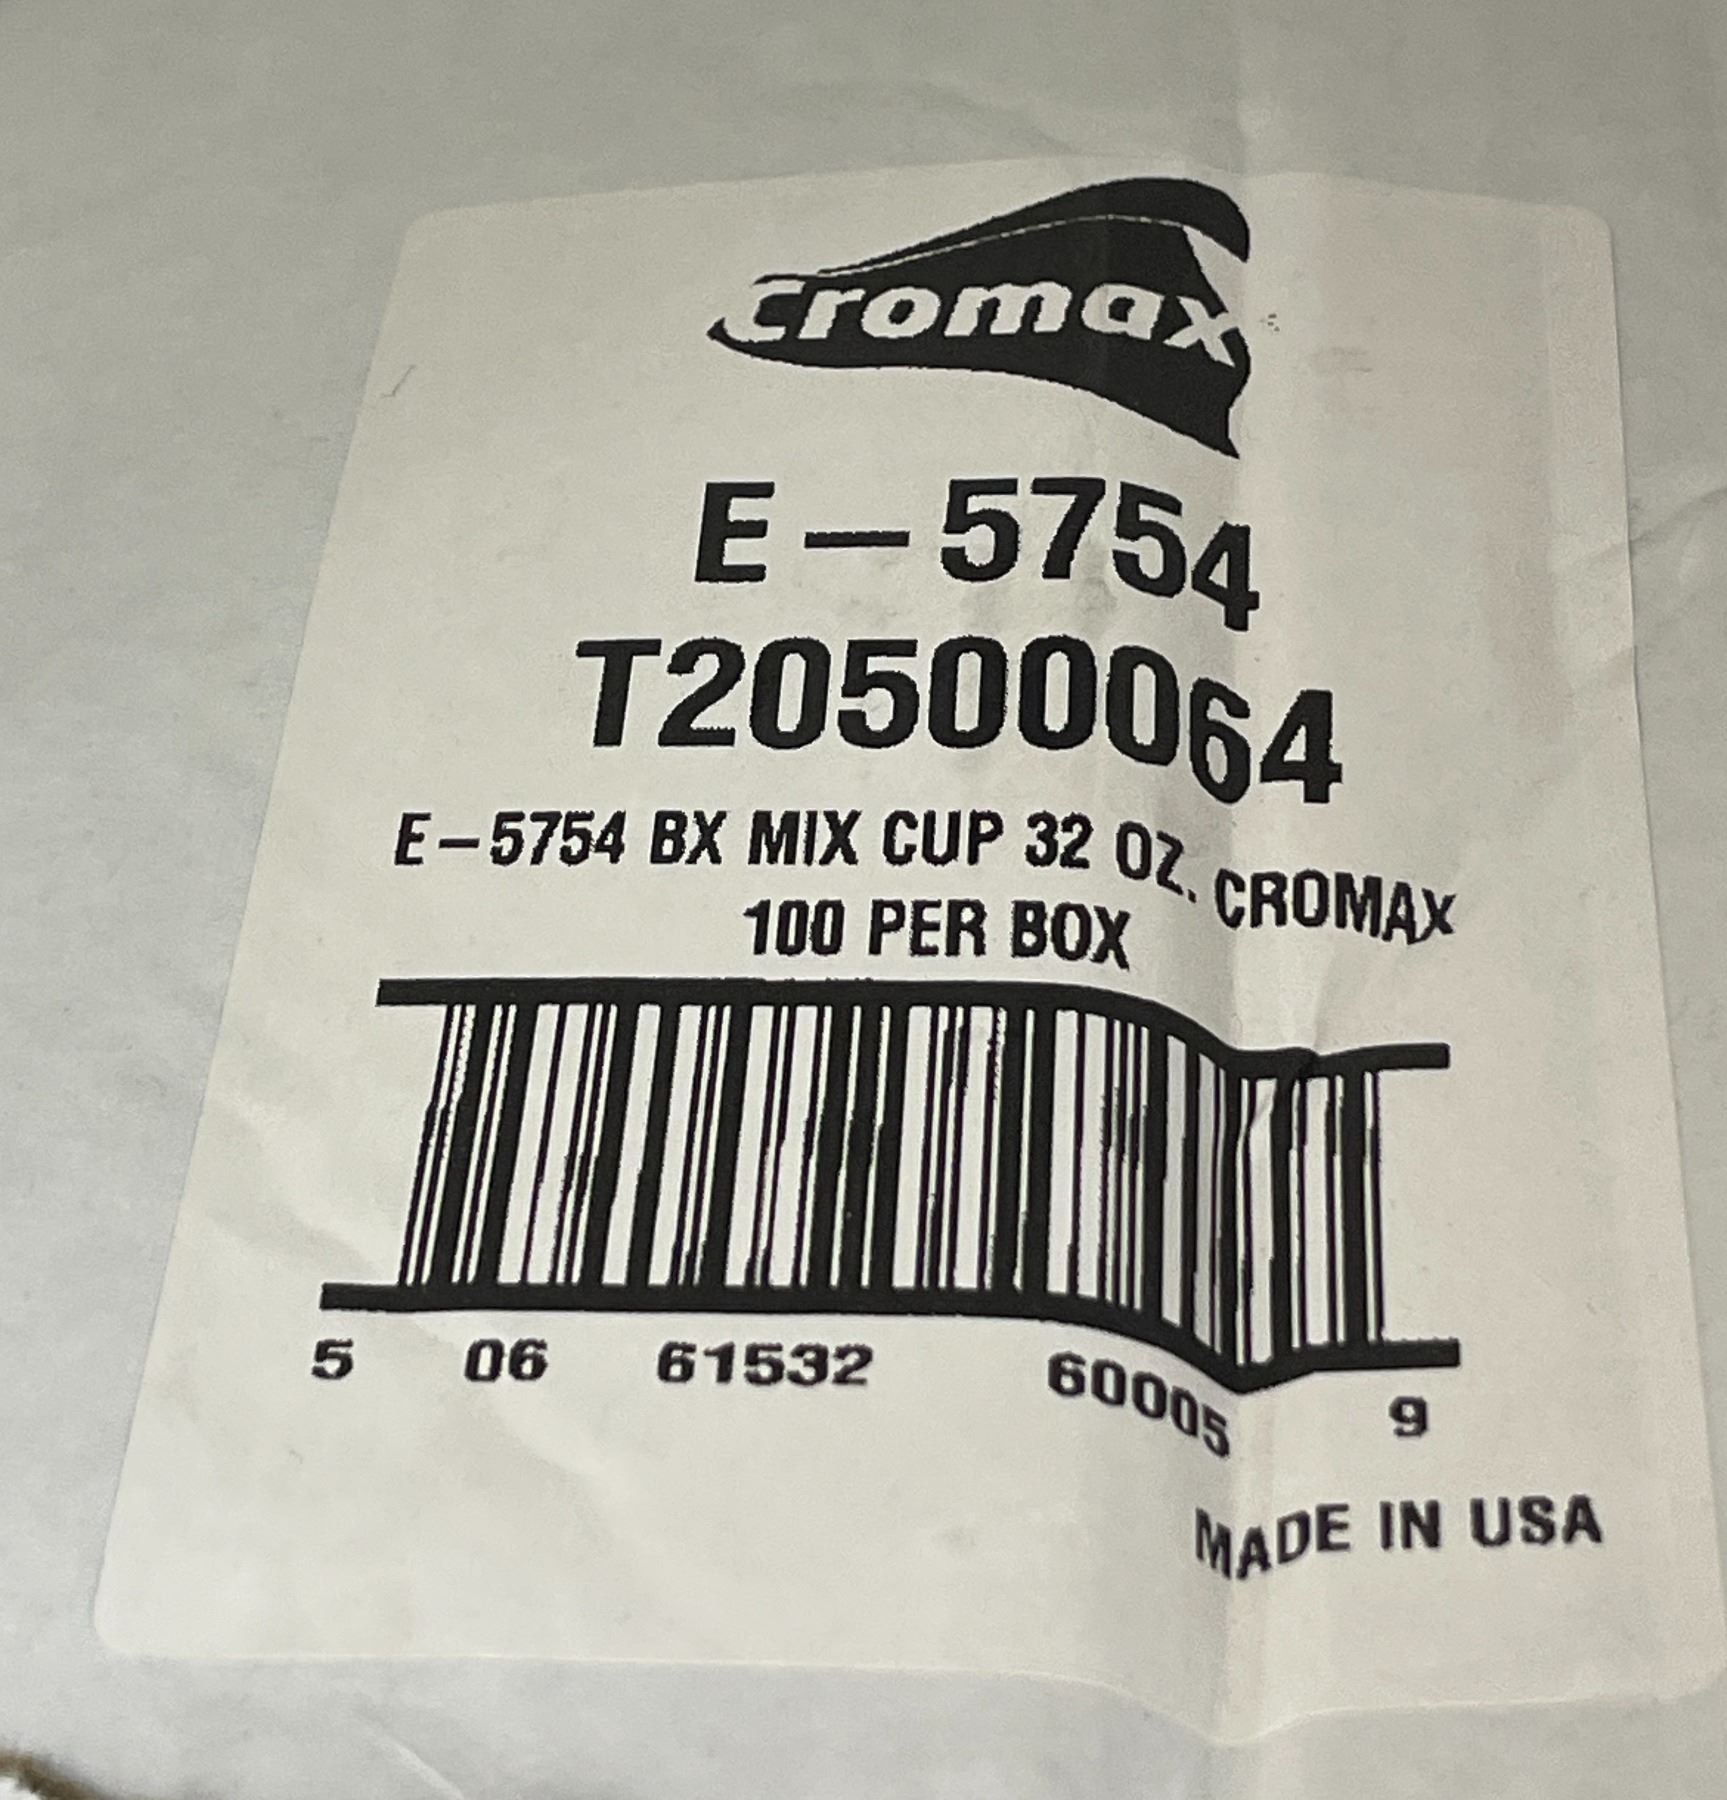 cromax
E-5754
T20500064
E-5754 BX MIX CUP 32 OZ. CROMAX
100 PER BOX
5 06 61532 60005 9
MADE IN USA